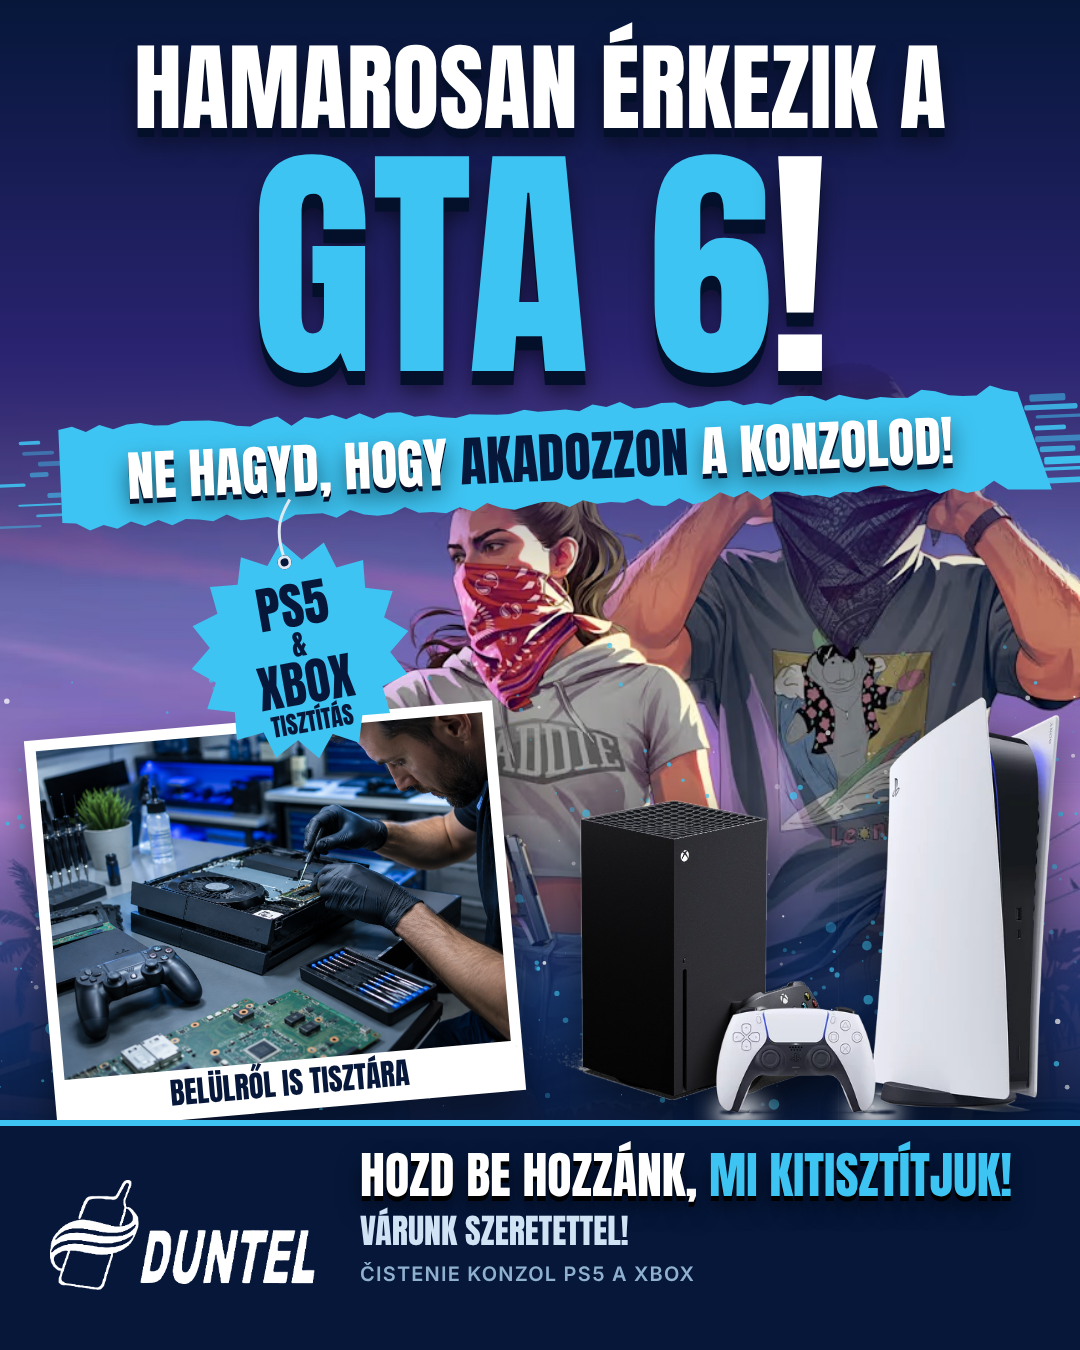 HAMAROSAN ÉRKEZIK A
GTA 6!
NE HAGYD, HOGY AKADOZZON A KONZOLOD!
PS5
&
XBOX
TISZTÍTÁS
ADDIE
BELÜLRŐL IS TISZTÁRA
HOZD BE HOZZÁNK, MI KITISZTÍTJUK!
VÁRUNK SZERETETTEL!
ČISTENIE KONZOL PS5 A XBOX
DUNTEL